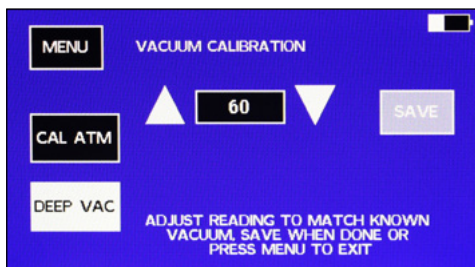 MENU
VACUUM CALIBRATION
60
SAVE
CAL ATM
DEEP VAC
ADJUST READING TO MATCH KNOWN
VACUUM, SAVE WHEN DONE OR
PRESS MENU TO EXIT